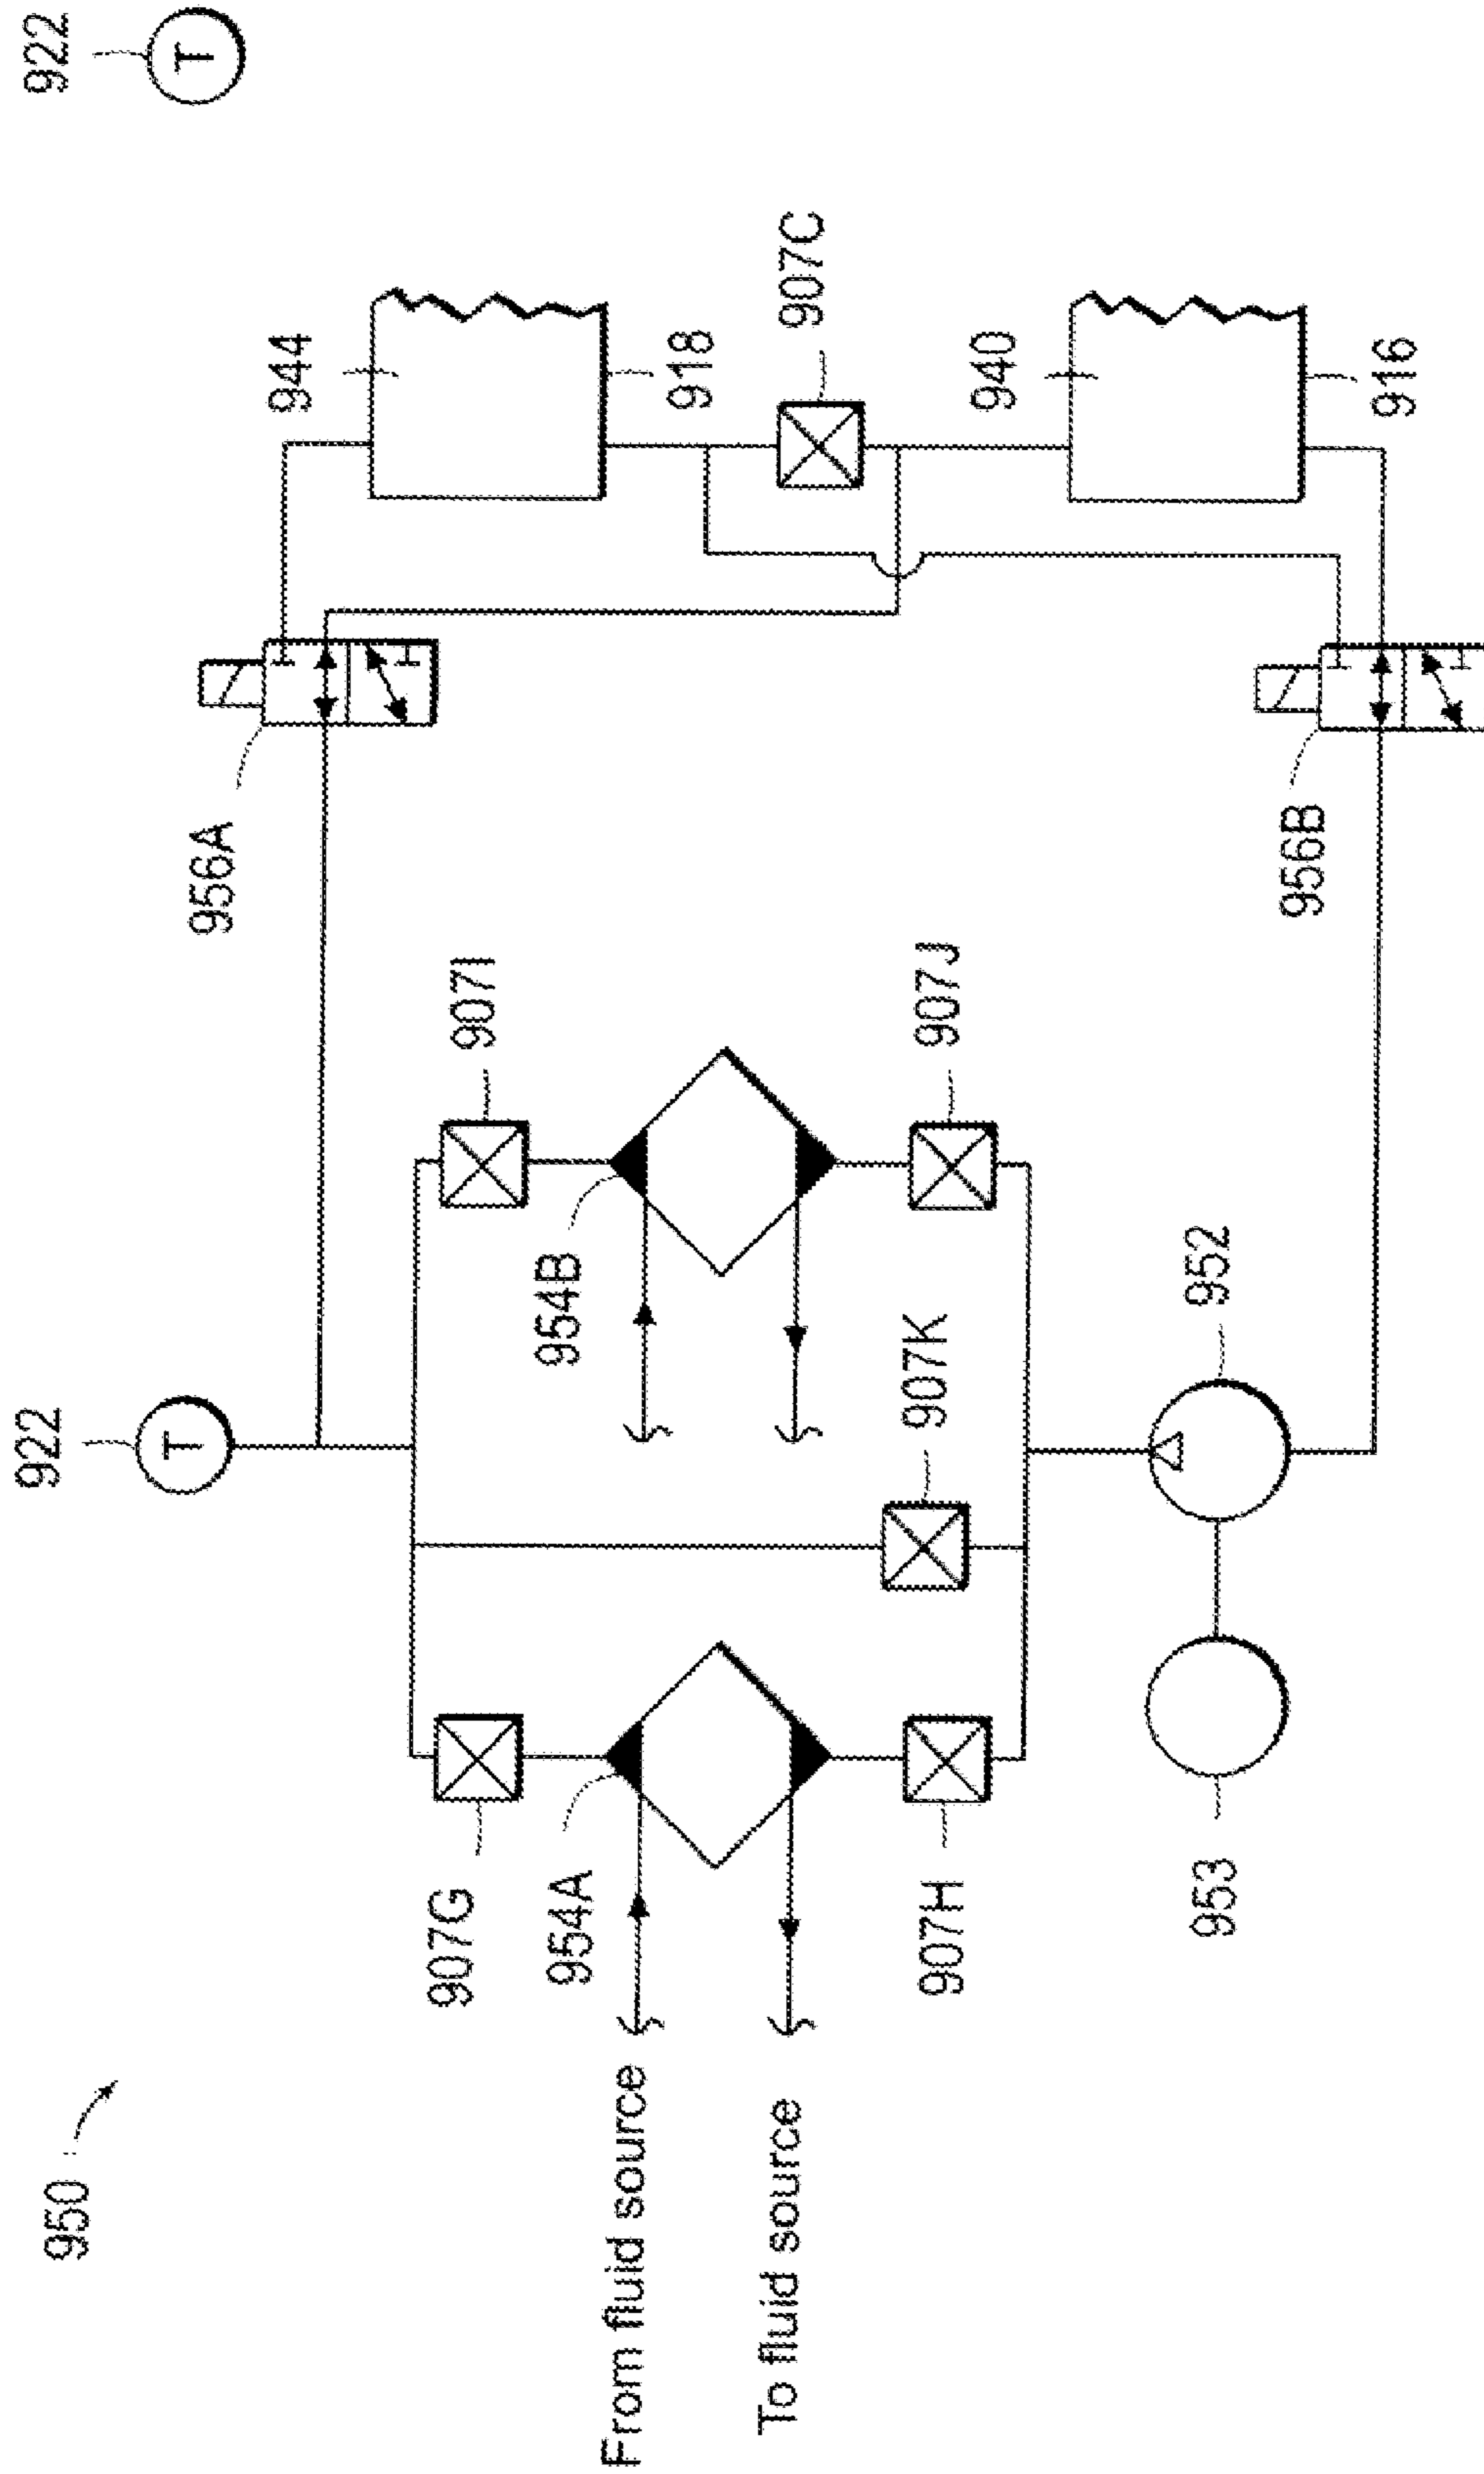 950
922
922
T
T
956A
944
907G
907I
954A
954B
From fluid source
918
To fluid source
907C
907H
907K
907J
940
953
952
956B
916